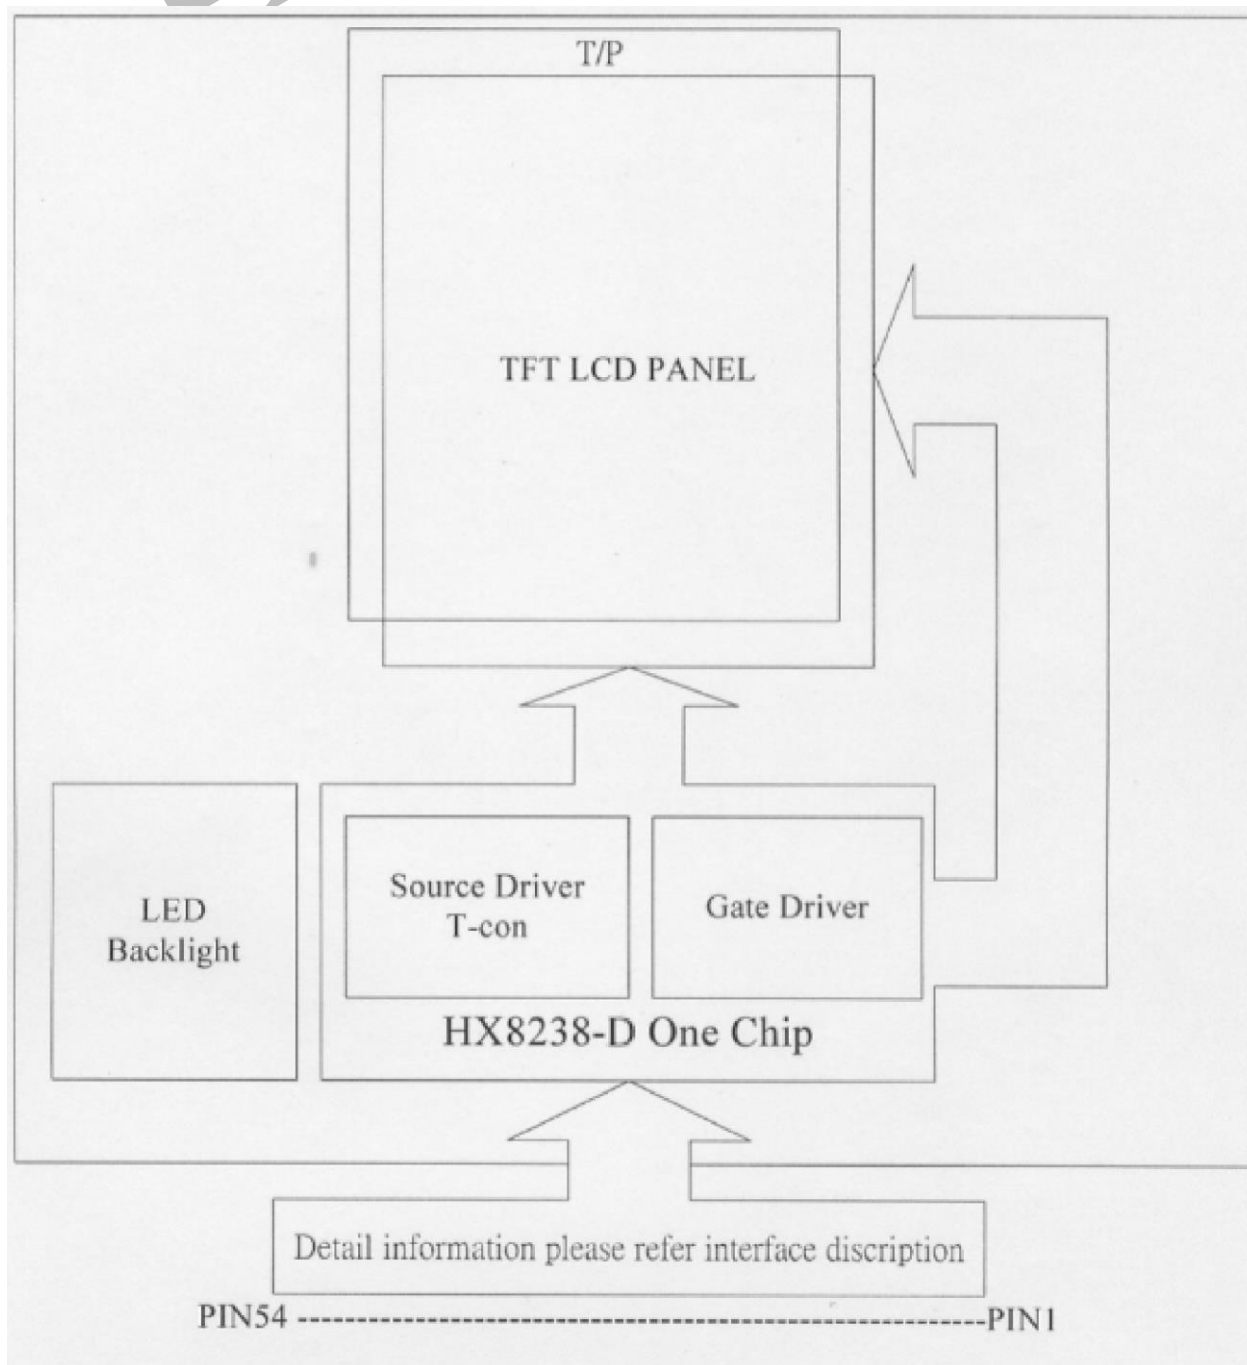 T/P
TFT LCD PANEL
LED
Backlight
Source Driver
T-con
Gate Driver
HX8238-D One Chip
Detail information please refer interface discription
PIN54 ----------------------------------------------------------PIN1